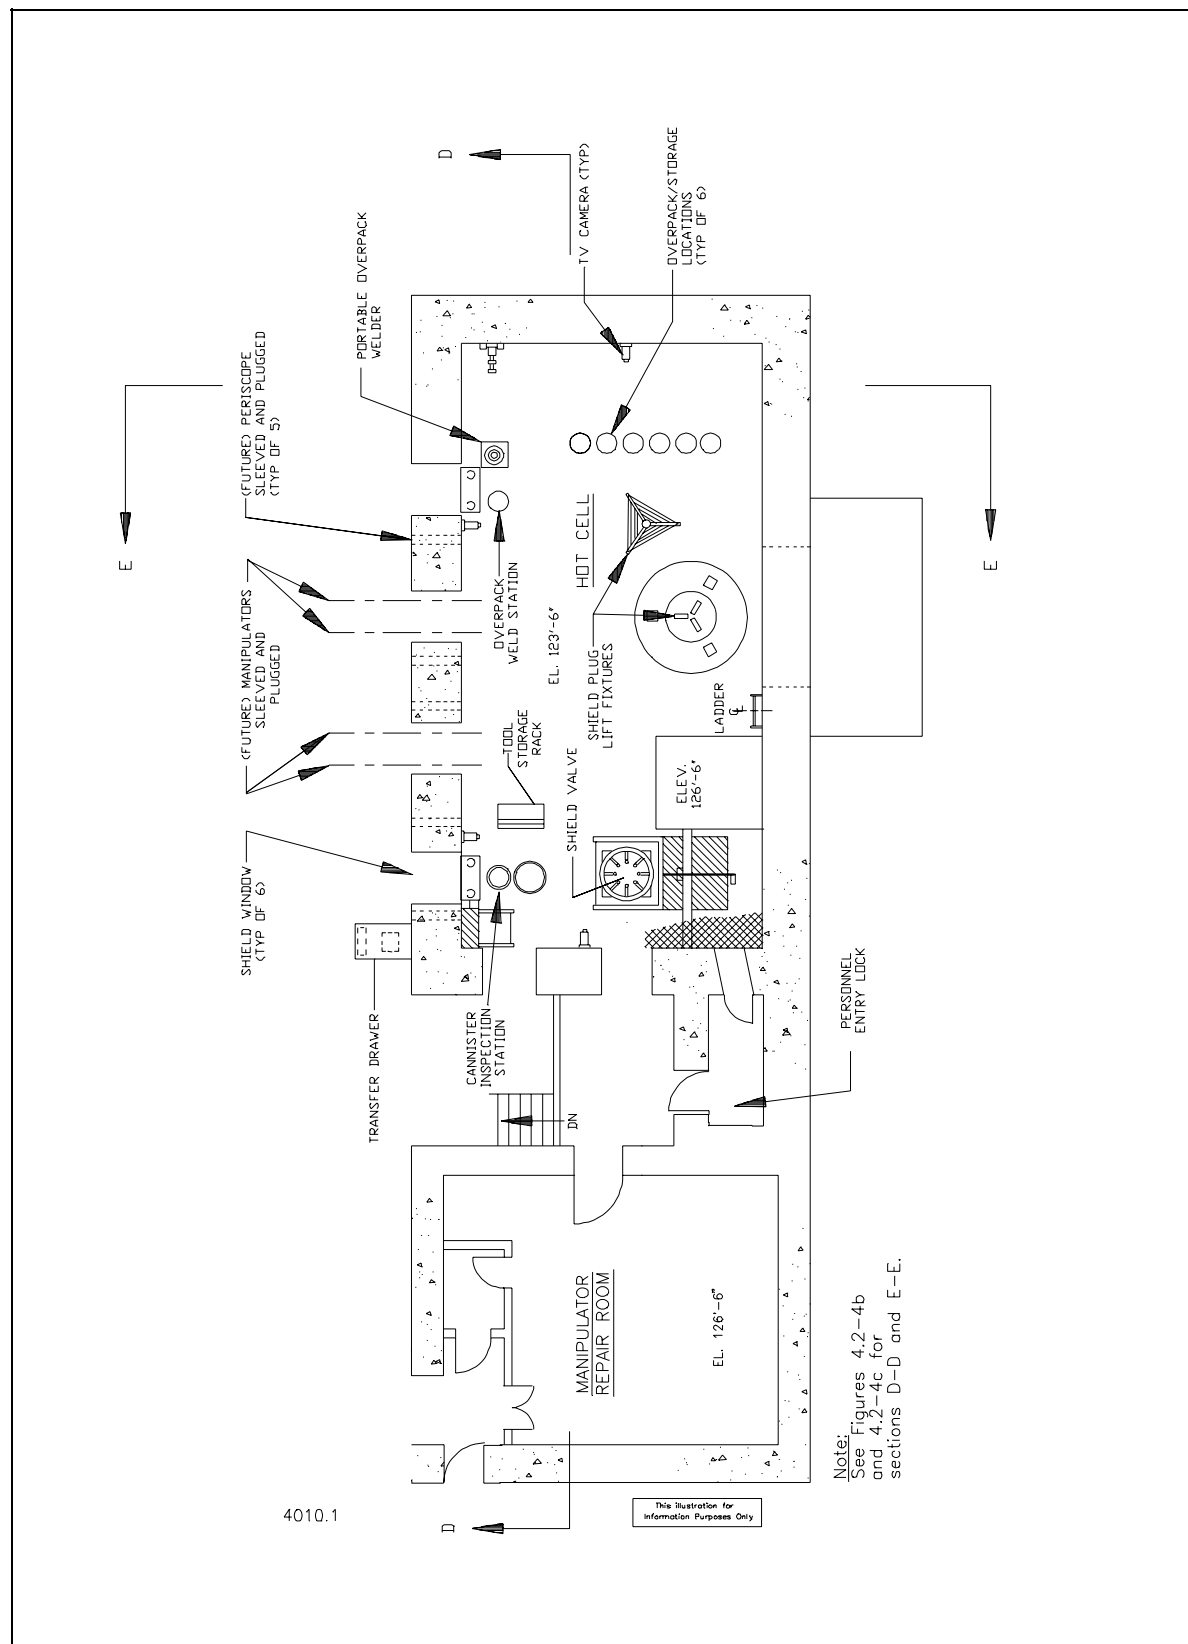 D
TV CAMERA (TYP)
OVERPACK/STORAGE
LOCATIONS
(TYP OF 6)
PORTABLE OVERPACK
WELDER
(FUTURE) PERISCOPE
SLEEVED AND PLUGGED
(TYP OF 5)
E
E
(FUTURE) MANIPULATORS
SLEEVED AND
PLUGGED
OVERPACK
WELD STATION
EL. 123'-6"
HOT CELL
SHIELD PLUG
LIFT FIXTURES
LADDER
℄
TOOL
STORAGE
RACK
SHIELD VALVE
ELEV.
126'-6"
SHIELD WINDOW
(TYP OF 6)
TRANSFER DRAWER
CANNISTER
INSPECTION
STATION
PERSONNEL
ENTRY LOCK
DN
MANIPULATOR
REPAIR ROOM
EL. 126'-6"
Note:
See Figures 4.2-4b
and 4.2-4c for
sections D-D and E-E.
4010.1
D
This illustration for
Information Purposes Only